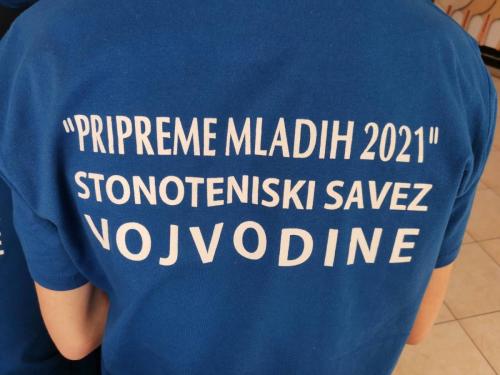 "PRIPREME MLADIH 2021"
STONOTENISKI SAVEZ
VOJVODINE